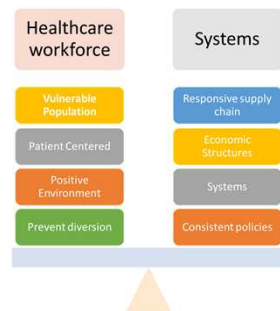 Healthcare
workforce
Vulnerable
Population
Patient Centered
Positive
Environment
Prevent diversion
Systems
Responsive supply
chain
Economic
Structures
Systems
Consistent policies